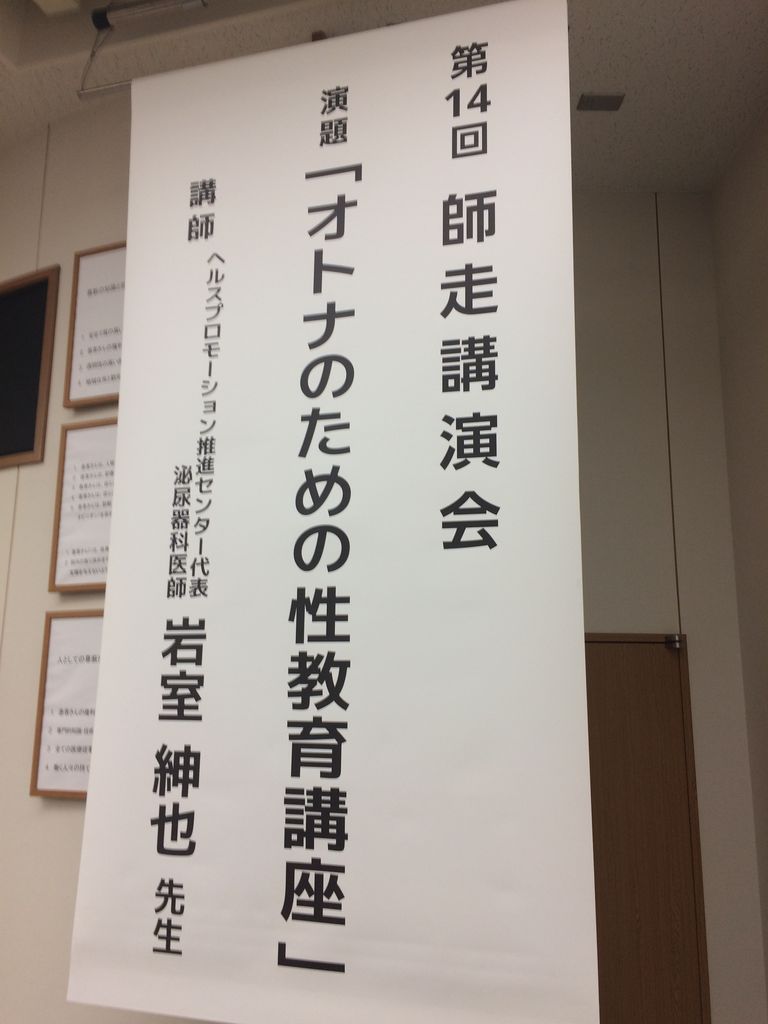 第14回 師走講演会
演題「オトナのための性教育講座」
講師 ヘルスプロモーション推進センター代表
泌尿器科医師 岩室 紳也 先生